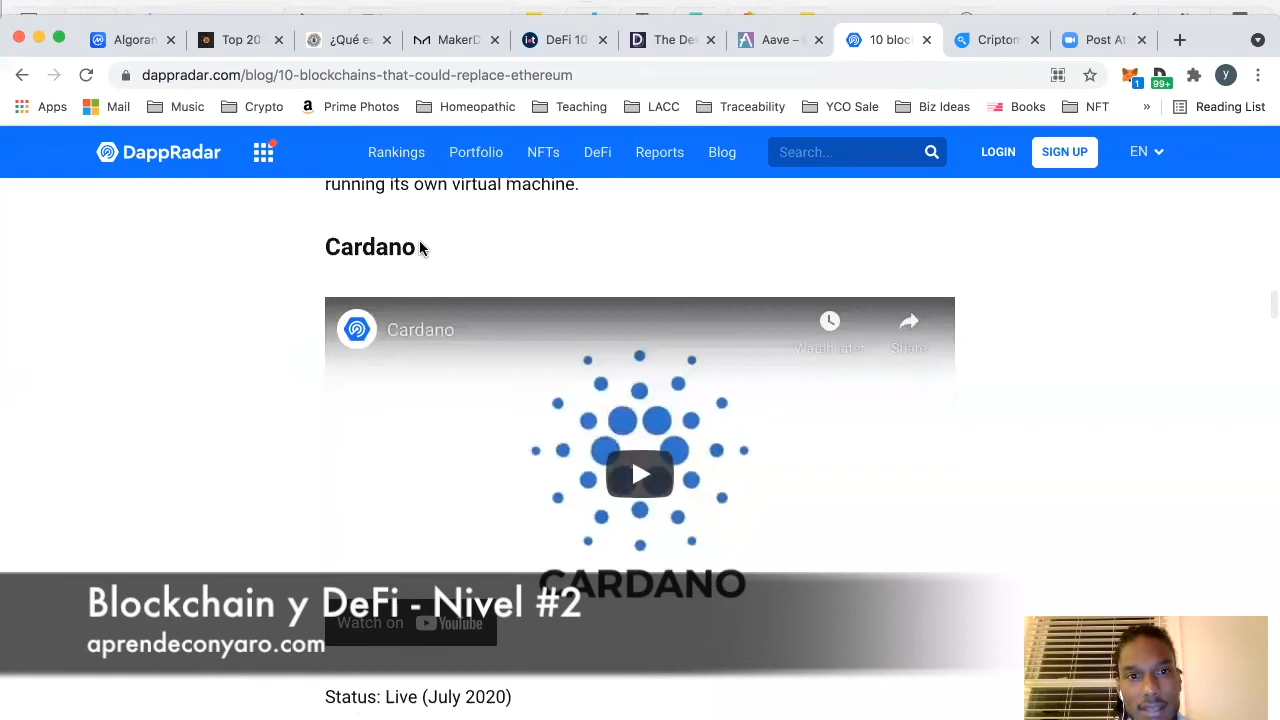 Algoran
Top 20
¿Qué es
MakerD
DeFi 10
The De
Aave –
10 bloc
Criptom
Post At
dappradar.com/blog/10-blockchains-that-could-replace-ethereum
1
99+
y
Apps
Mail
Music
Crypto
Prime Photos
Homeopathic
Teaching
LACC
Traceability
YCO Sale
Biz Ideas
Books
NFT
»
Reading List
DappRadar
Rankings
Portfolio
NFTs
DeFi
Reports
Blog
Search...
LOGIN
SIGN UP
EN
running its own virtual machine.
Cardano
Cardano
Watch later
Share
CARDANO
Blockchain y DeFi - Nivel #2
Watch on YouTube
aprendeconyaro.com
Status: Live (July 2020)